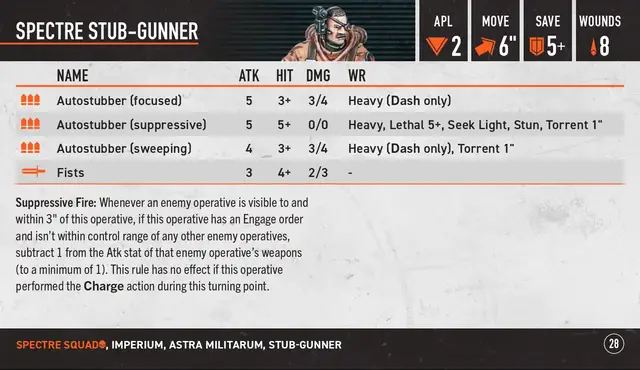 SPECTRE STUB-GUNNER
APL
2
MOVE
6"
SAVE
5+
WOUNDS
8
NAME ATK HIT DMG WR
Autostubber (focused) 5 3+ 3/4 Heavy (Dash only)
Autostubber (suppressive) 5 5+ 0/0 Heavy, Lethal 5+, Seek Light, Stun, Torrent 1"
Autostubber (sweeping) 4 3+ 3/4 Heavy (Dash only), Torrent 1"
Fists 3 4+ 2/3 -
Suppressive Fire: Whenever an enemy operative is visible to and
within 3" of this operative, if this operative has an Engage order
and isn't within control range of any other enemy operatives,
subtract 1 from the Atk stat of that enemy operative's weapons
(to a minimum of 1). This rule has no effect if this operative
performed the Charge action during this turning point.
SPECTRE SQUAD, IMPERIUM, ASTRA MILITARUM, STUB-GUNNER
28